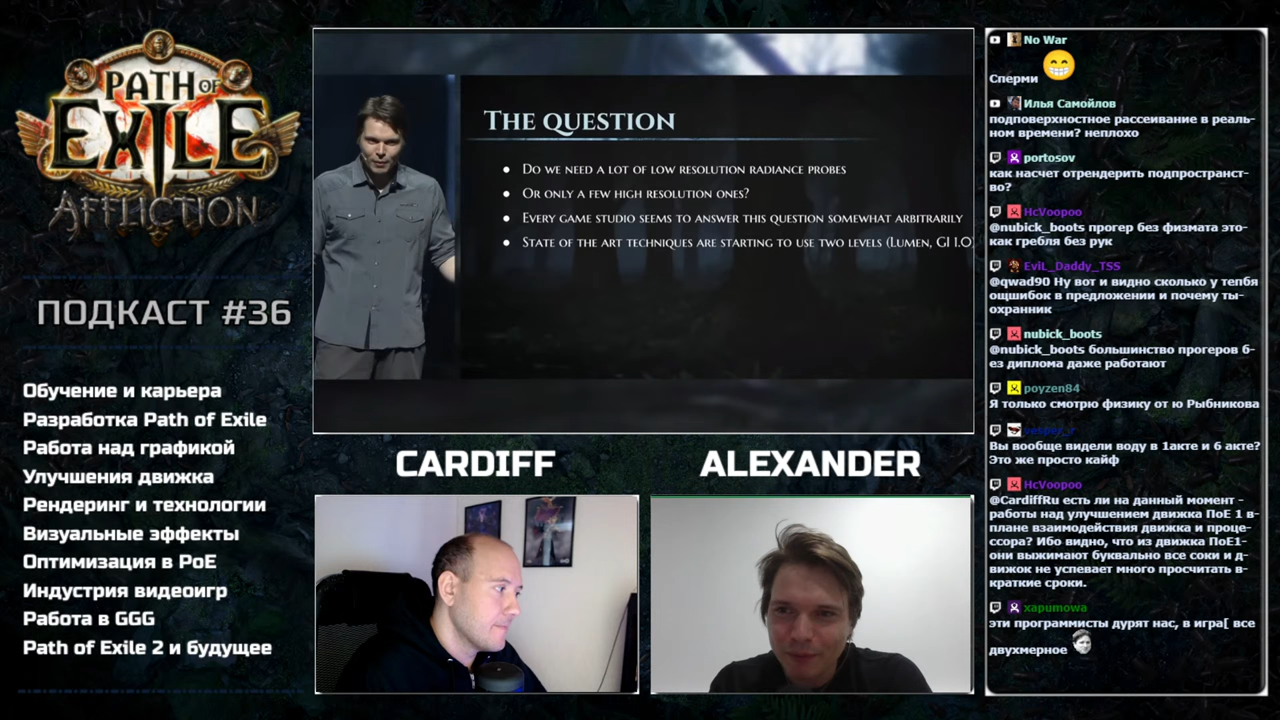 PATH OF
EXILE
AFFLICTION
ПОДКАСТ #36
Обучение и карьера
Разработка Path of Exile
Работа над графикой
Улучшения движка
Рендеринг и технологии
Визуальные эффекты
Оптимизация в PoE
Индустрия видеоигр
Работа в GGG
Path of Exile 2 и будущее
THE QUESTION
DO WE NEED A LOT OF LOW RESOLUTION RADIANCE PROBES
OR ONLY A FEW HIGH RESOLUTION ONES?
EVERY GAME STUDIO SEEMS TO ANSWER THIS QUESTION SOMEWHAT ARBITRARILY
STATE OF THE ART TECHNIQUES ARE STARTING TO USE TWO LEVELS (LUMEN, GI 1.0
CARDIFF
ALEXANDER
No War
Сперми
Илья Самойлов
подповерхностное рассеивание в реаль-
ном времени? неплохо
portosov
как насчет отрендерить подпространст-
во?
HcVoopoo
@nubick_boots прогер без физмата это-
как гребля без рук
EviL_Daddy_TSS
@qwad90 Ну вот и видно сколько у тепбя
ощшибок в предложении и почему ты-
охранник
nubick_boots
@nubick_boots большинство прогеров б-
ез диплома даже работают
poyzen84
Я только смотрю физику от ю Рыбникова
Вы вообще видели воду в 1акте и 6 акте?
Это же просто кайф
HcVoopoo
@CardiffRu есть ли на данный момент -
работы над улучшением движка ПоЕ 1 в-
плане взаимодействия движка и проце-
ссора? Ибо видно, что из движка ПоЕ1-
они выжимают буквально все соки и д-
вижок не успевает много просчитать в-
краткие сроки.
xapumowa
эти программисты дурят нас, в игра[ все
двухмерное